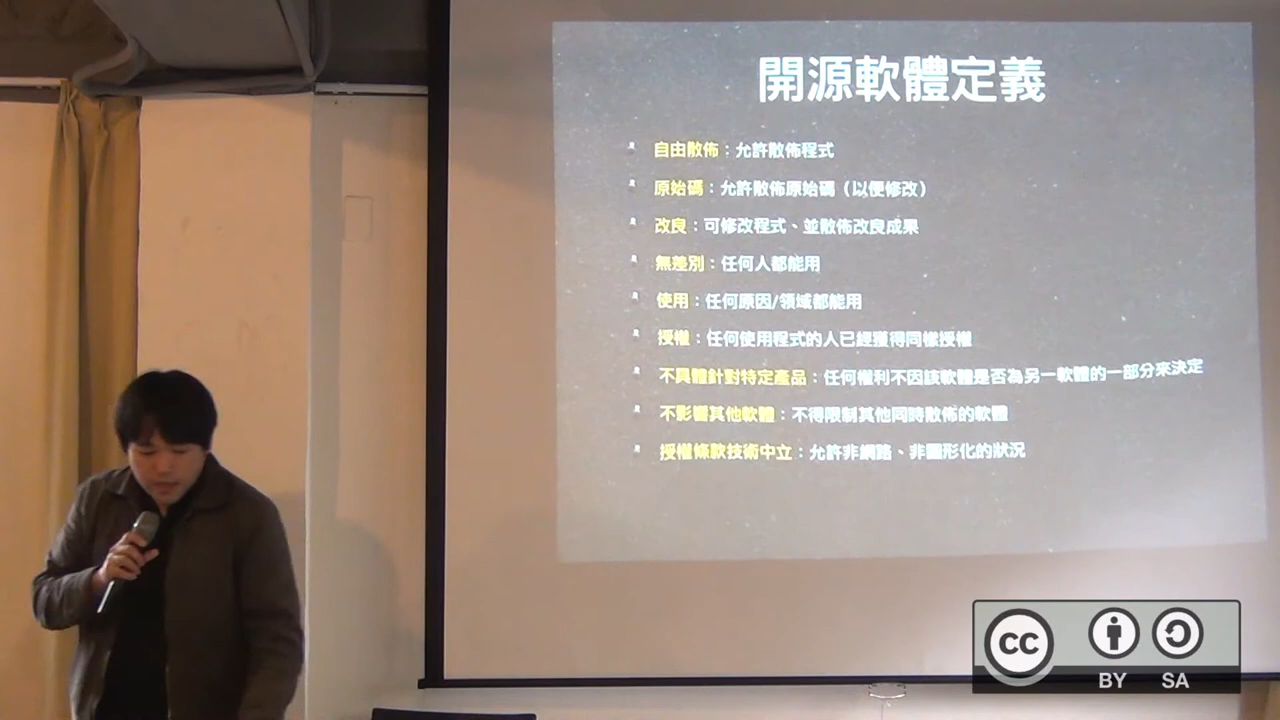 開源軟體定義
自由散佈：允許散佈程式
原始碼：允許散佈原始碼（以便修改）
改良：可修改程式、並散佈改良成果
無差別：任何人都能用
使用：任何原因/領域都能用
授權：任何使用程式的人已經獲得同樣授權
不具體針對特定產品：任何權利不因該軟體是否為另一軟體的一部分來決定
不影響其他軟體：不得限制其他同時散佈的軟體
授權條款技術中立：允許非網路、非圖形化的狀況
cc
BY SA